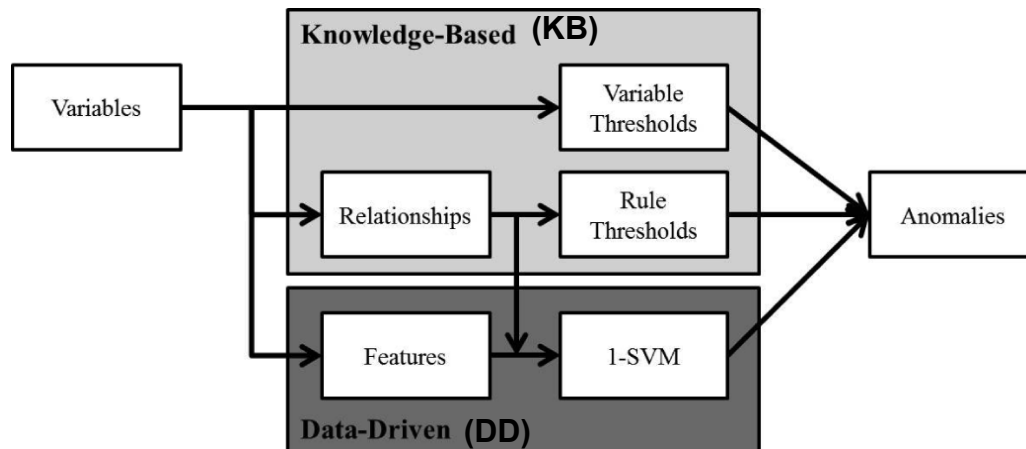 Knowledge-Based (KB)
Variables
Variable
Thresholds
Relationships
Rule
Thresholds
Anomalies
Features
1-SVM
Data-Driven (DD)